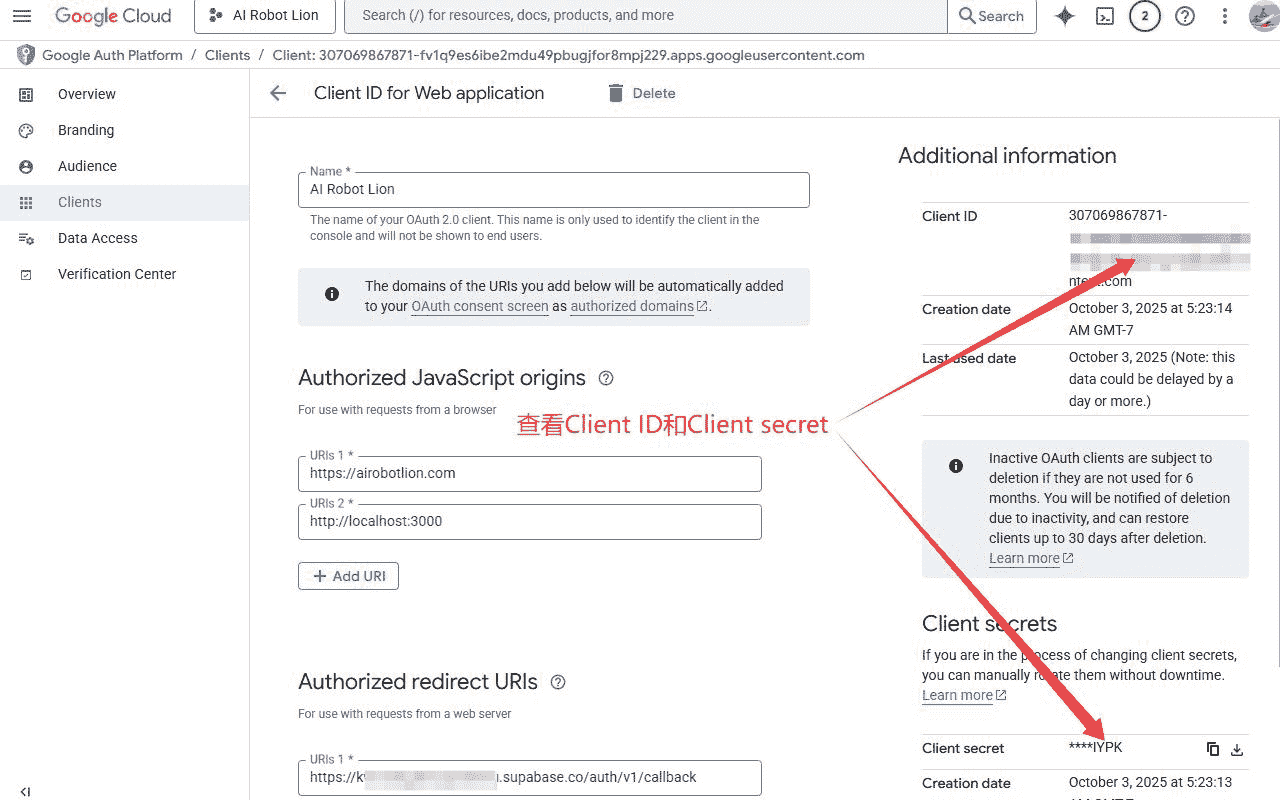 Google Cloud
AI Robot Lion
Search (/) for resources, docs, products, and more
Search
2
Google Auth Platform / Clients / Client: 307069867871-fv1q9es6ibe2mdu49pbugjfor8mpj229.apps.googleusercontent.com
Overview
Branding
Audience
Clients
Data Access
Verification Center
Client ID for Web application
Delete
Name *
AI Robot Lion
The name of your OAuth 2.0 client. This name is only used to identify the client in the
console and will not be shown to end users.
The domains of the URIs you add below will be automatically added
to your OAuth consent screen as authorized domains.
Authorized JavaScript origins
For use with requests from a browser
查看Client ID和Client secret
URIs 1 *
https://airobotlion.com
URIs 2 *
http://localhost:3000
Add URI
Authorized redirect URIs
For use with requests from a web server
URIs 1 *
https://k .supabase.co/auth/v1/callback
Additional information
Client ID
307069867871-
.com
Creation date
October 3, 2025 at 5:23:14
AM GMT-7
Last used date
October 3, 2025 (Note: this
data could be delayed by a
day or more.)
Inactive OAuth clients are subject to
deletion if they are not used for 6
months. You will be notified of deletion
due to inactivity, and can restore
clients up to 30 days after deletion.
Learn more
Client secrets
If you are in the process of changing client secrets,
you can manually rotate them without downtime.
Learn more
Client secret
****IYPK
Creation date
October 3, 2025 at 5:23:13